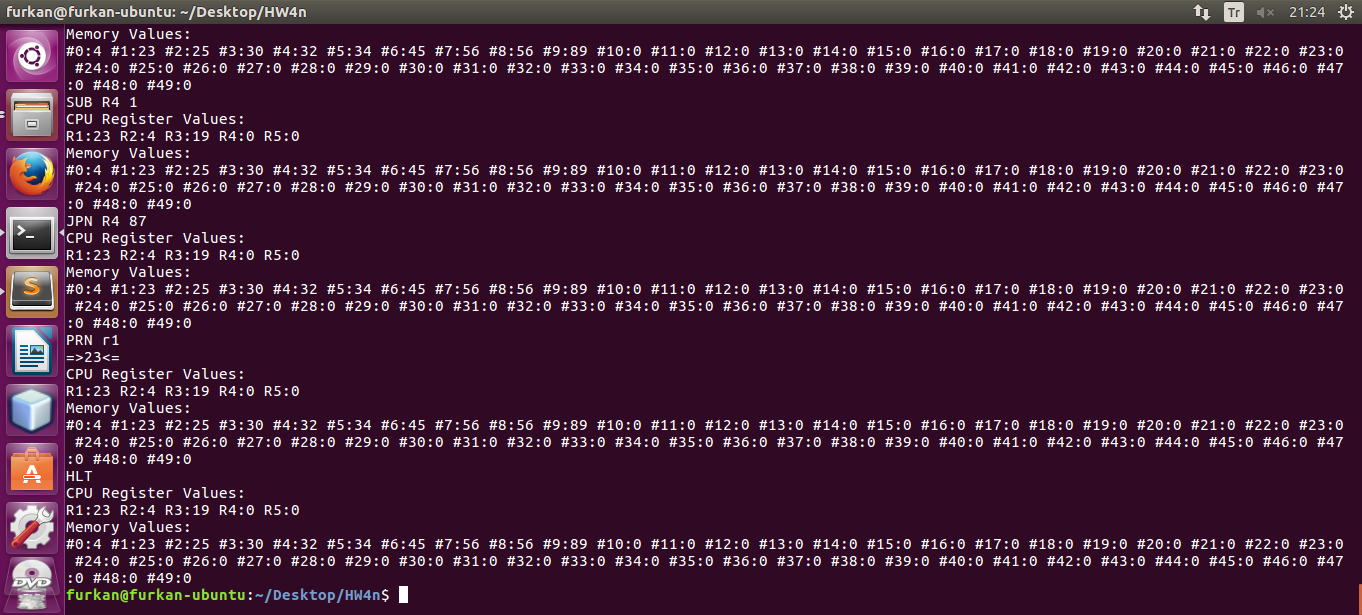 furkan@furkan-ubuntu: ~/Desktop/HW4n Tr 21:24
Memory Values:
#0:4 #1:23 #2:25 #3:30 #4:32 #5:34 #6:45 #7:56 #8:56 #9:89 #10:0 #11:0 #12:0 #13:0 #14:0 #15:0 #16:0 #17:0 #18:0 #19:0 #20:0 #21:0 #22:0 #23:0
#24:0 #25:0 #26:0 #27:0 #28:0 #29:0 #30:0 #31:0 #32:0 #33:0 #34:0 #35:0 #36:0 #37:0 #38:0 #39:0 #40:0 #41:0 #42:0 #43:0 #44:0 #45:0 #46:0 #47
:0 #48:0 #49:0
SUB R4 1
CPU Register Values:
R1:23 R2:4 R3:19 R4:0 R5:0
Memory Values:
#0:4 #1:23 #2:25 #3:30 #4:32 #5:34 #6:45 #7:56 #8:56 #9:89 #10:0 #11:0 #12:0 #13:0 #14:0 #15:0 #16:0 #17:0 #18:0 #19:0 #20:0 #21:0 #22:0 #23:0
#24:0 #25:0 #26:0 #27:0 #28:0 #29:0 #30:0 #31:0 #32:0 #33:0 #34:0 #35:0 #36:0 #37:0 #38:0 #39:0 #40:0 #41:0 #42:0 #43:0 #44:0 #45:0 #46:0 #47
:0 #48:0 #49:0
JPN R4 87
CPU Register Values:
R1:23 R2:4 R3:19 R4:0 R5:0
Memory Values:
#0:4 #1:23 #2:25 #3:30 #4:32 #5:34 #6:45 #7:56 #8:56 #9:89 #10:0 #11:0 #12:0 #13:0 #14:0 #15:0 #16:0 #17:0 #18:0 #19:0 #20:0 #21:0 #22:0 #23:0
#24:0 #25:0 #26:0 #27:0 #28:0 #29:0 #30:0 #31:0 #32:0 #33:0 #34:0 #35:0 #36:0 #37:0 #38:0 #39:0 #40:0 #41:0 #42:0 #43:0 #44:0 #45:0 #46:0 #47
:0 #48:0 #49:0
PRN r1
=>23<=
CPU Register Values:
R1:23 R2:4 R3:19 R4:0 R5:0
Memory Values:
#0:4 #1:23 #2:25 #3:30 #4:32 #5:34 #6:45 #7:56 #8:56 #9:89 #10:0 #11:0 #12:0 #13:0 #14:0 #15:0 #16:0 #17:0 #18:0 #19:0 #20:0 #21:0 #22:0 #23:0
#24:0 #25:0 #26:0 #27:0 #28:0 #29:0 #30:0 #31:0 #32:0 #33:0 #34:0 #35:0 #36:0 #37:0 #38:0 #39:0 #40:0 #41:0 #42:0 #43:0 #44:0 #45:0 #46:0 #47
:0 #48:0 #49:0
HLT
CPU Register Values:
R1:23 R2:4 R3:19 R4:0 R5:0
Memory Values:
#0:4 #1:23 #2:25 #3:30 #4:32 #5:34 #6:45 #7:56 #8:56 #9:89 #10:0 #11:0 #12:0 #13:0 #14:0 #15:0 #16:0 #17:0 #18:0 #19:0 #20:0 #21:0 #22:0 #23:0
#24:0 #25:0 #26:0 #27:0 #28:0 #29:0 #30:0 #31:0 #32:0 #33:0 #34:0 #35:0 #36:0 #37:0 #38:0 #39:0 #40:0 #41:0 #42:0 #43:0 #44:0 #45:0 #46:0 #47
:0 #48:0 #49:0
furkan@furkan-ubuntu:~/Desktop/HW4n$
DVD